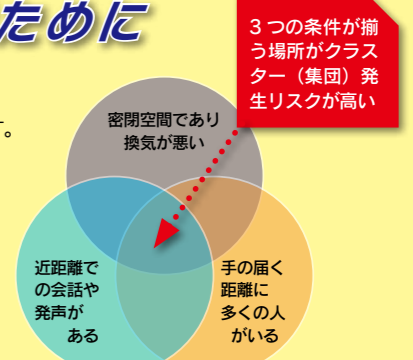 ために
3つの条件が揃
う場所がクラス
ター（集団）発
生リスクが高い
す。
密閉空間であり
換気が悪い
近距離で
の会話や
発声が
ある
手の届く
距離に
多くの人
がいる